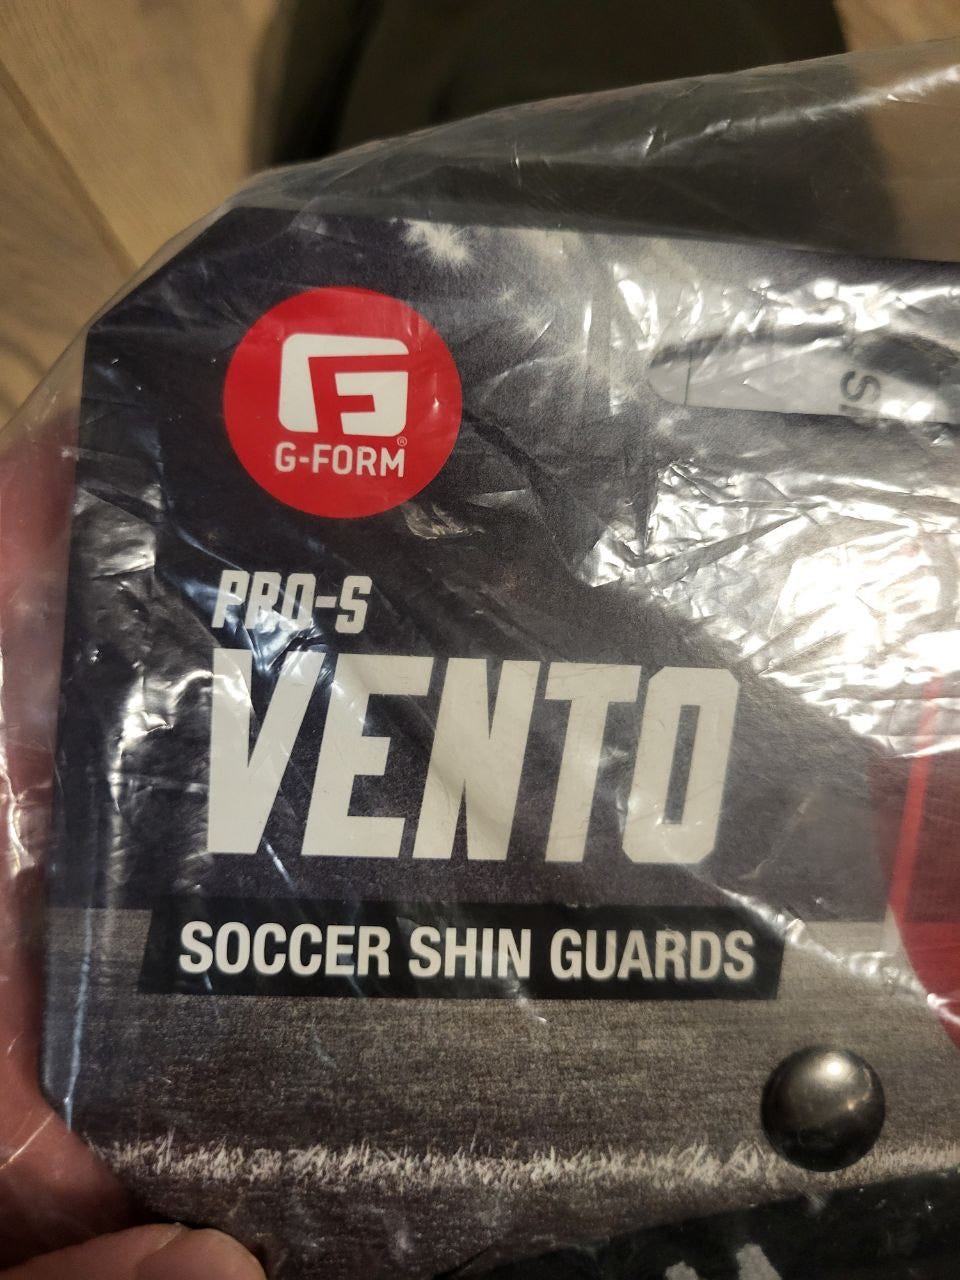 G-FORM®
PRO-S
VENTO
SOCCER SHIN GUARDS